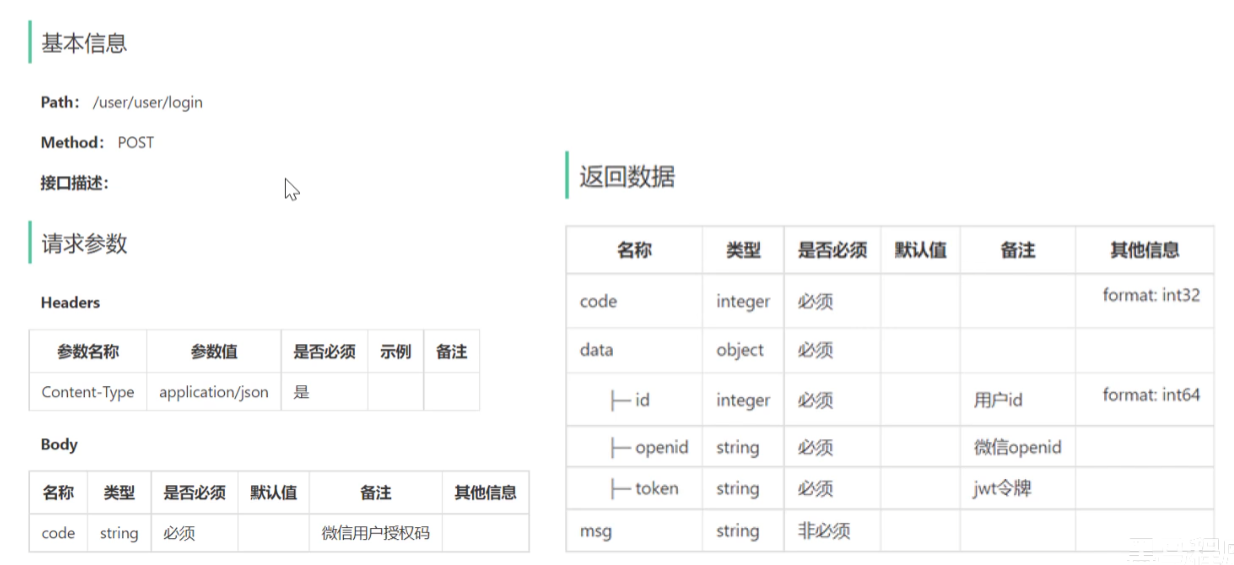 基本信息
Path： /user/user/login
Method： POST
接口描述：
请求参数
Headers
参数名称 参数值 是否必须 示例 备注
Content-Type application/json 是
Body
名称 类型 是否必须 默认值 备注 其他信息
code string 必须 微信用户授权码
返回数据
名称 类型 是否必须 默认值 备注 其他信息
code integer 必须 format: int32
data object 必须
├─ id integer 必须 用户id format: int64
├─ openid string 必须 微信openid
├─ token string 必须 jwt令牌
msg string 非必须